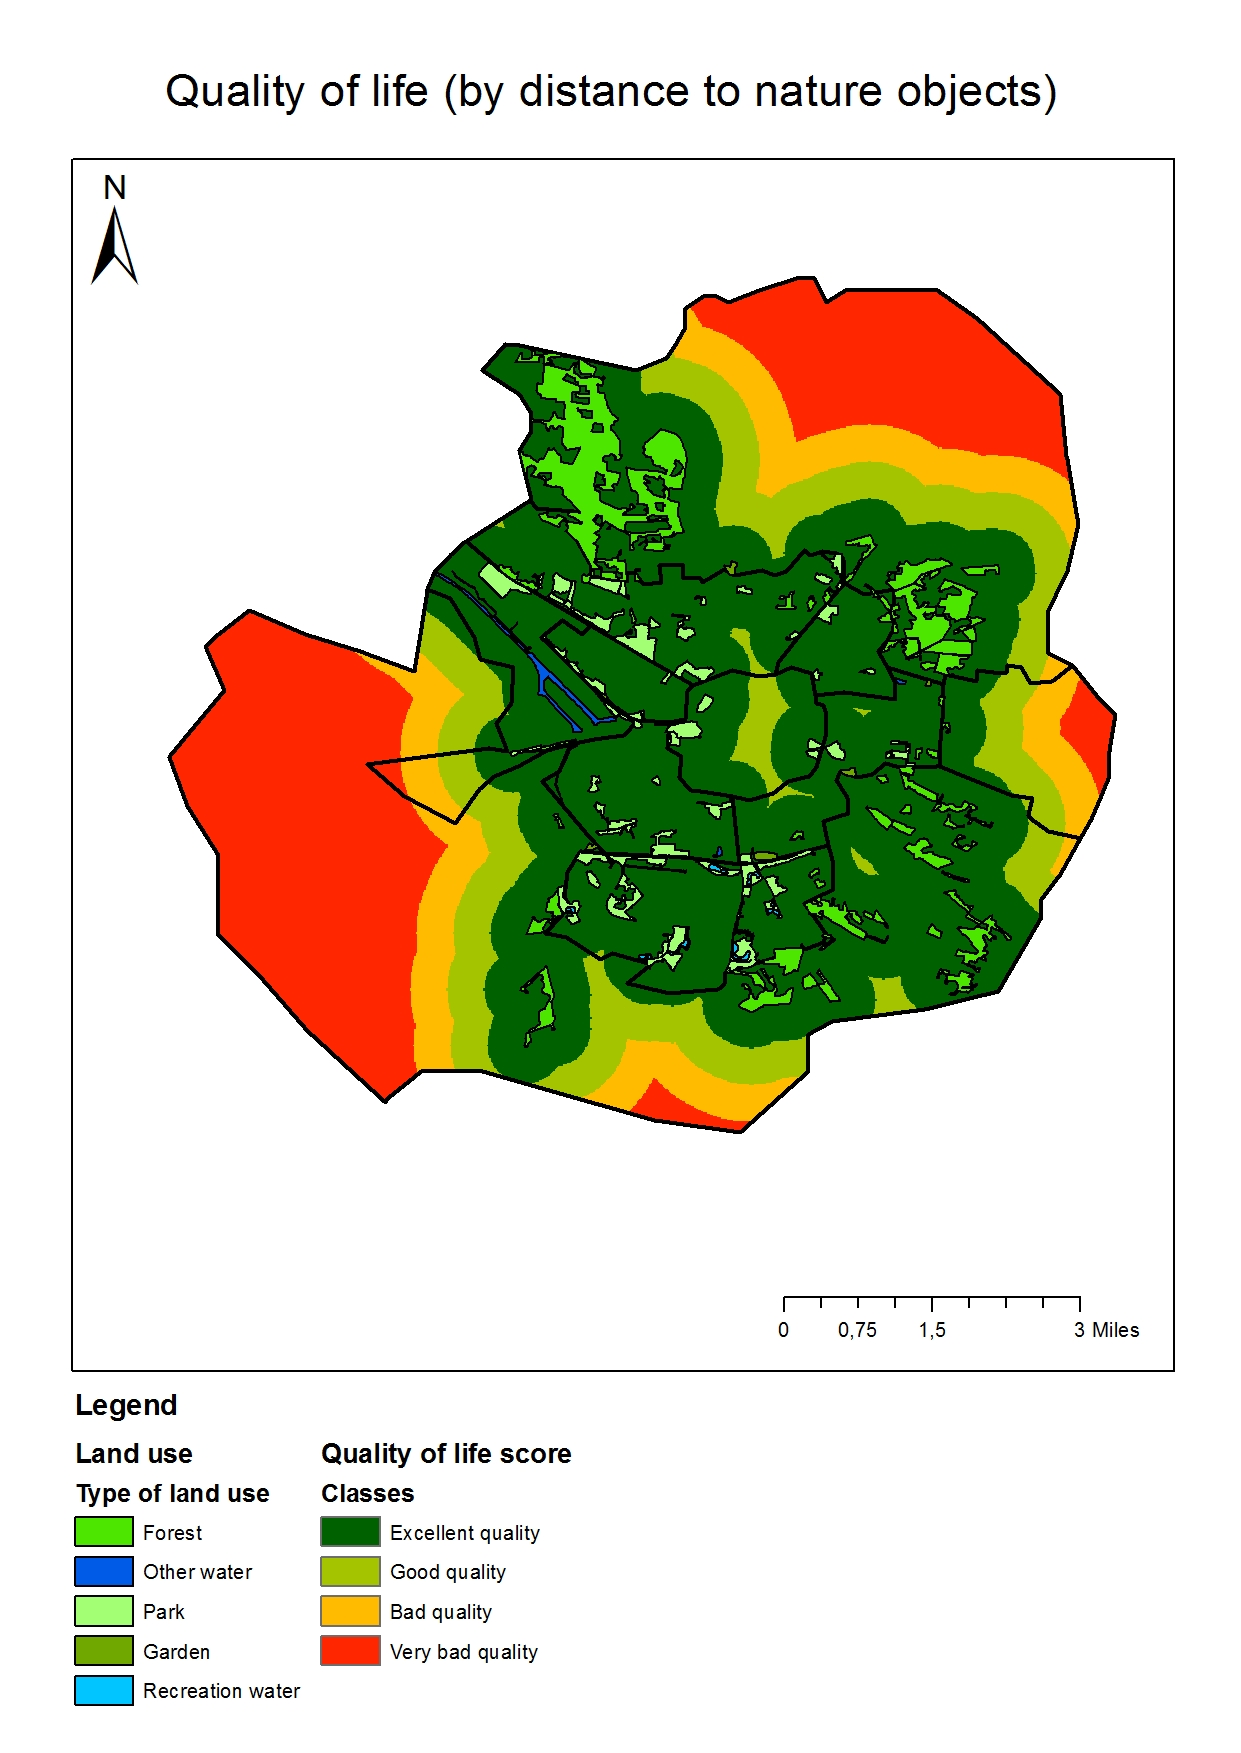 Quality of life (by distance to nature objects)
N
0 0,75 1,5 3 Miles
Legend
Land use
Type of land use
Forest
Other water
Park
Garden
Recreation water
Quality of life score
Classes
Excellent quality
Good quality
Bad quality
Very bad quality